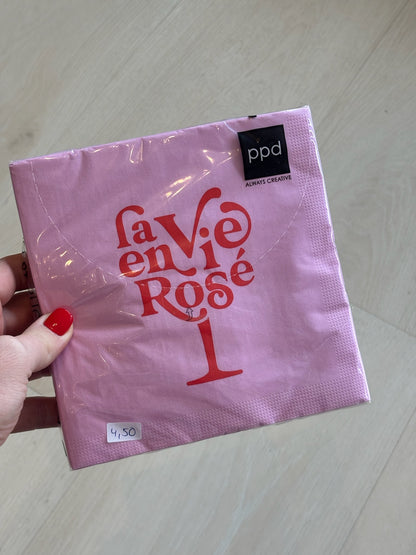 ppd
ALWAYS CREATIVE
la Vie
en
Rosé
4,50